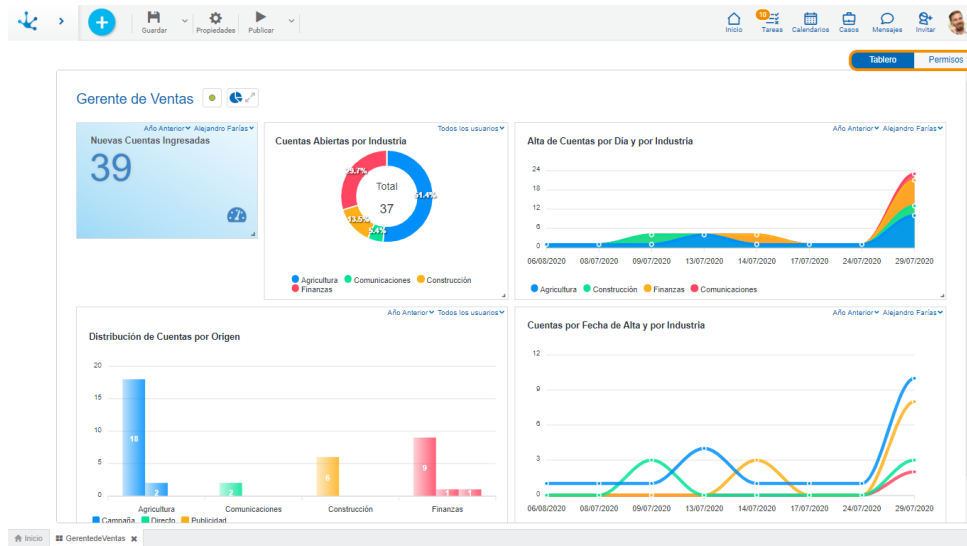 Guardar Propiedades Publicar
10
Inicio Tareas Calendarios Casos Mensajes Invitar
Tablero Permisos
Gerente de Ventas
Año Anterior Alejandro Farías
Nuevas Cuentas Ingresadas
39
Todos los usuarios
Cuentas Abiertas por Industria
Total
37
51.4%
5.4%
13.5%
29.7%
Agricultura Comunicaciones Construcción
Finanzas
Año Anterior Alejandro Farías
Alta de Cuentas por Dia y por Industria
24
18
12
6
0
06/08/2020 08/07/2020 09/07/2020 13/07/2020 14/07/2020 17/07/2020 24/07/2020 29/07/2020
Agricultura Construcción Finanzas Comunicaciones
Año Anterior Todos los usuarios
Distribución de Cuentas por Origen
20
15
10
5
0
18
2
2
6
9
1
1
Agricultura Comunicaciones Construcción Finanzas
Campaña Directo Publicidad
Año Anterior Alejandro Farías
Cuentas por Fecha de Alta y por Industria
12
9
6
3
0
06/08/2020 08/07/2020 09/07/2020 13/07/2020 14/07/2020 17/07/2020 24/07/2020 29/07/2020
Inicio GerentedeVentas